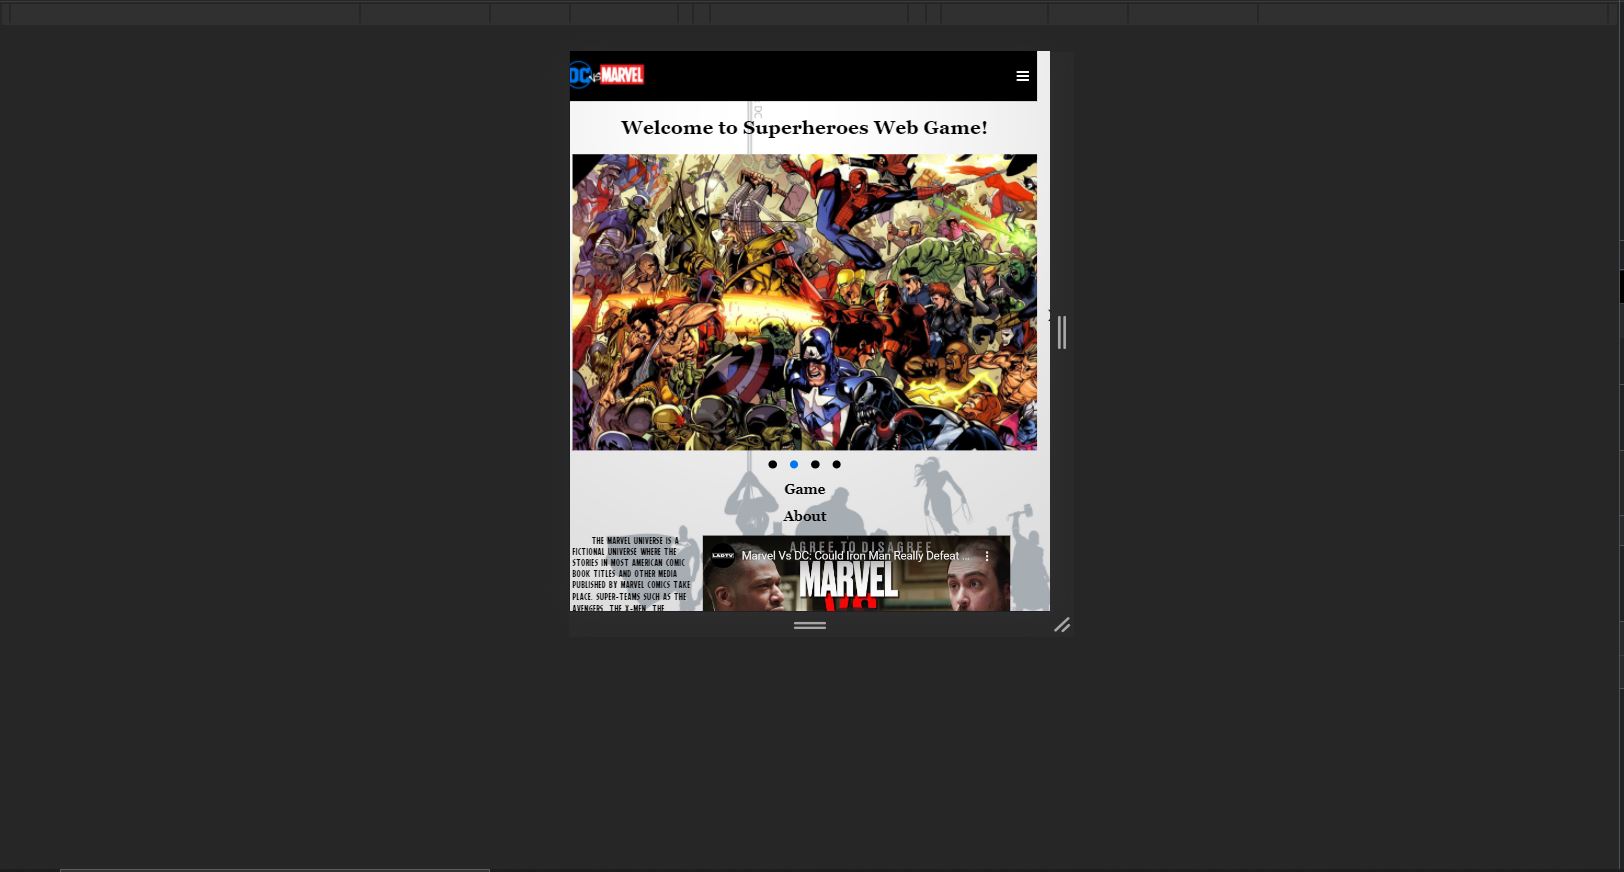 DC vs MARVEL
DC
Welcome to Superheroes Web Game!
Game
About
THE MARVEL UNIVERSE IS A
FICTIONAL UNIVERSE WHERE THE
STORIES IN MOST AMERICAN COMIC
BOOK TITLES AND OTHER MEDIA
PUBLISHED BY MARVEL COMICS TAKE
PLACE. SUPER-TEAMS SUCH AS THE
AVENGERS, THE X-MEN, THE
AGREE TO DISAGREE
LADTV Marvel Vs DC: Could Iron Man Really Defeat ...
MARVEL
VS